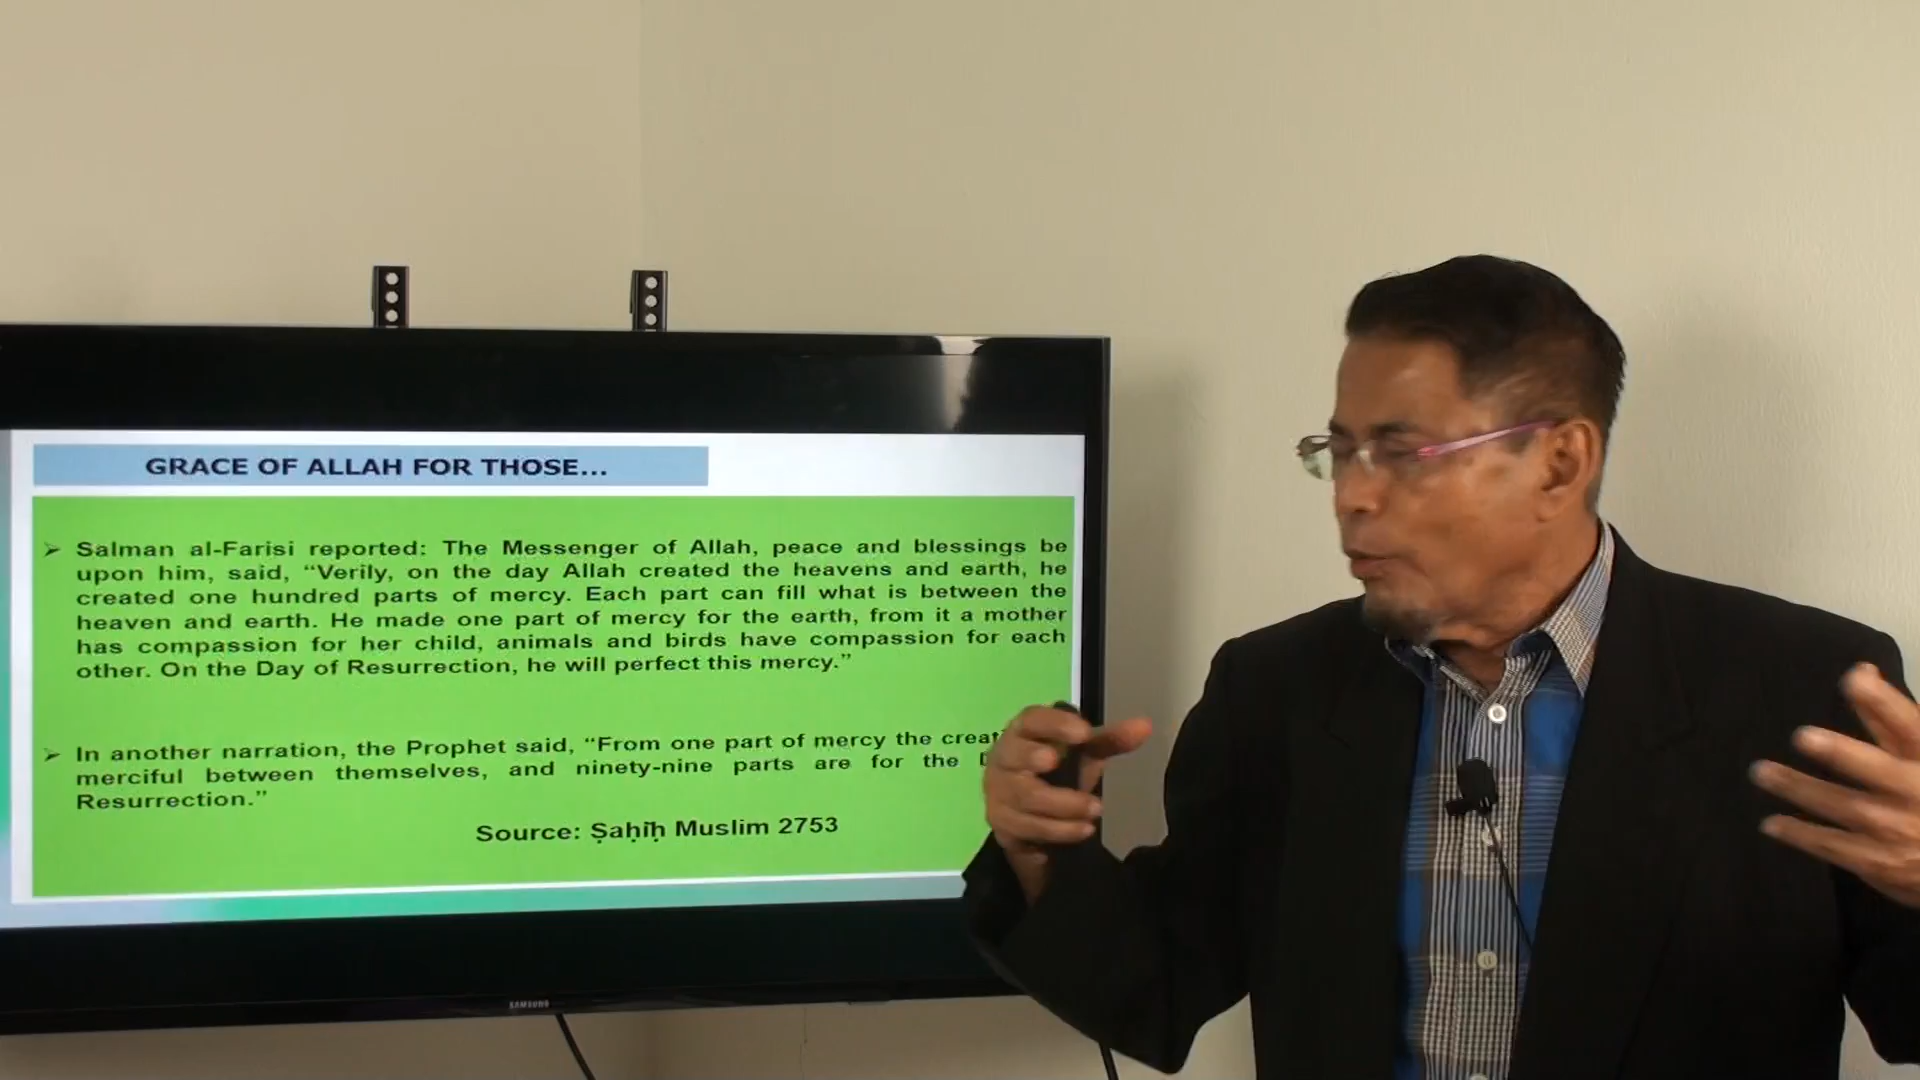 GRACE OF ALLAH FOR THOSE...
➢ Salman al-Farisi reported: The Messenger of Allah, peace and blessings be
upon him, said, “Verily, on the day Allah created the heavens and earth, he
created one hundred parts of mercy. Each part can fill what is between the
heaven and earth. He made one part of mercy for the earth, from it a mother
has compassion for her child, animals and birds have compassion for each
other. On the Day of Resurrection, he will perfect this mercy.”
➢ In another narration, the Prophet said, “From one part of mercy the
merciful between themselves, and ninety-nine parts are for the
Resurrection.”
Source: Ṣaḥīḥ Muslim 2753
SAMSUNG